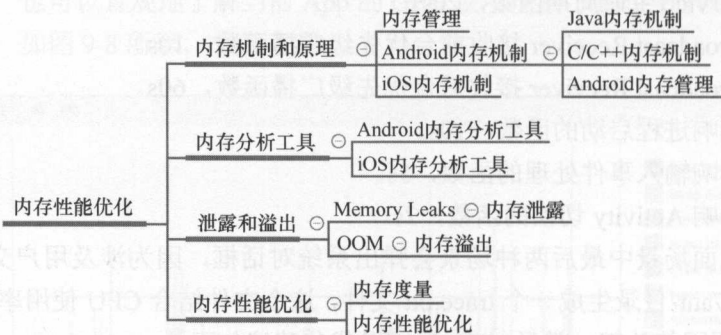 内存管理
Java内存机制
内存机制和原理
Android内存机制
C/C++内存机制
iOS内存机制
Android内存管理
内存分析工具
Android内存分析工具
iOS内存分析工具
内存性能优化
泄露和溢出
Memory Leaks
内存泄露
OOM
内存溢出
内存性能优化
内存度量
内存性能优化